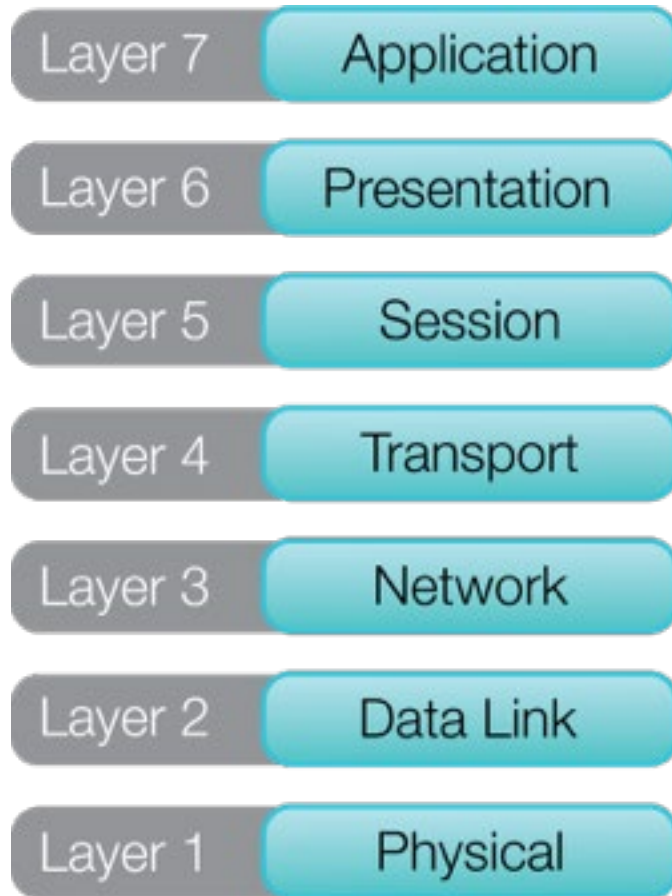 Layer 7 Application
Layer 6 Presentation
Layer 5 Session
Layer 4 Transport
Layer 3 Network
Layer 2 Data Link
Layer 1 Physical